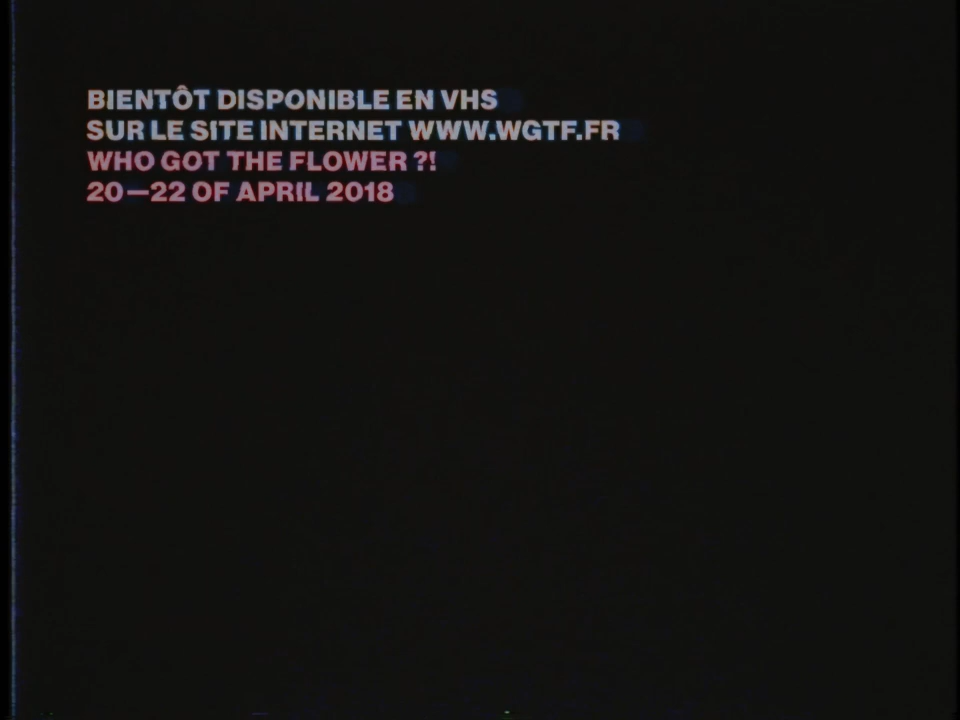 BIENTÔT DISPONIBLE EN VHS
SUR LE SITE INTERNET WWW.WGTF.FR
WHO GOT THE FLOWER ?!
20—22 OF APRIL 2018